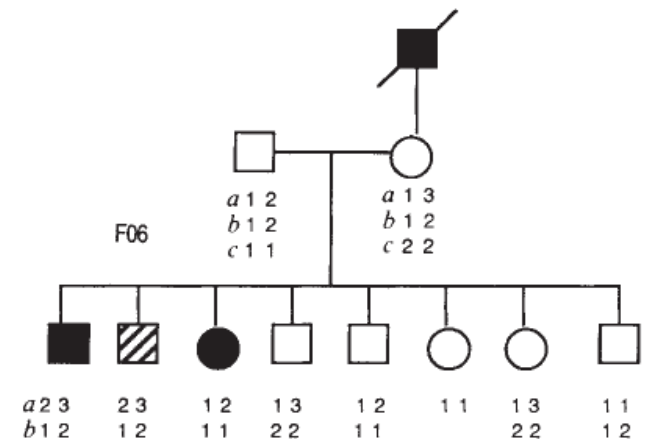 a 1 2
b 1 2
c 1 1
a 1 3
b 1 2
c 2 2
F06
a 2 3 2 3 1 2 1 3 1 2 1 1 1 3 1 1
b 1 2 1 2 1 1 2 2 1 1 2 2 1 2